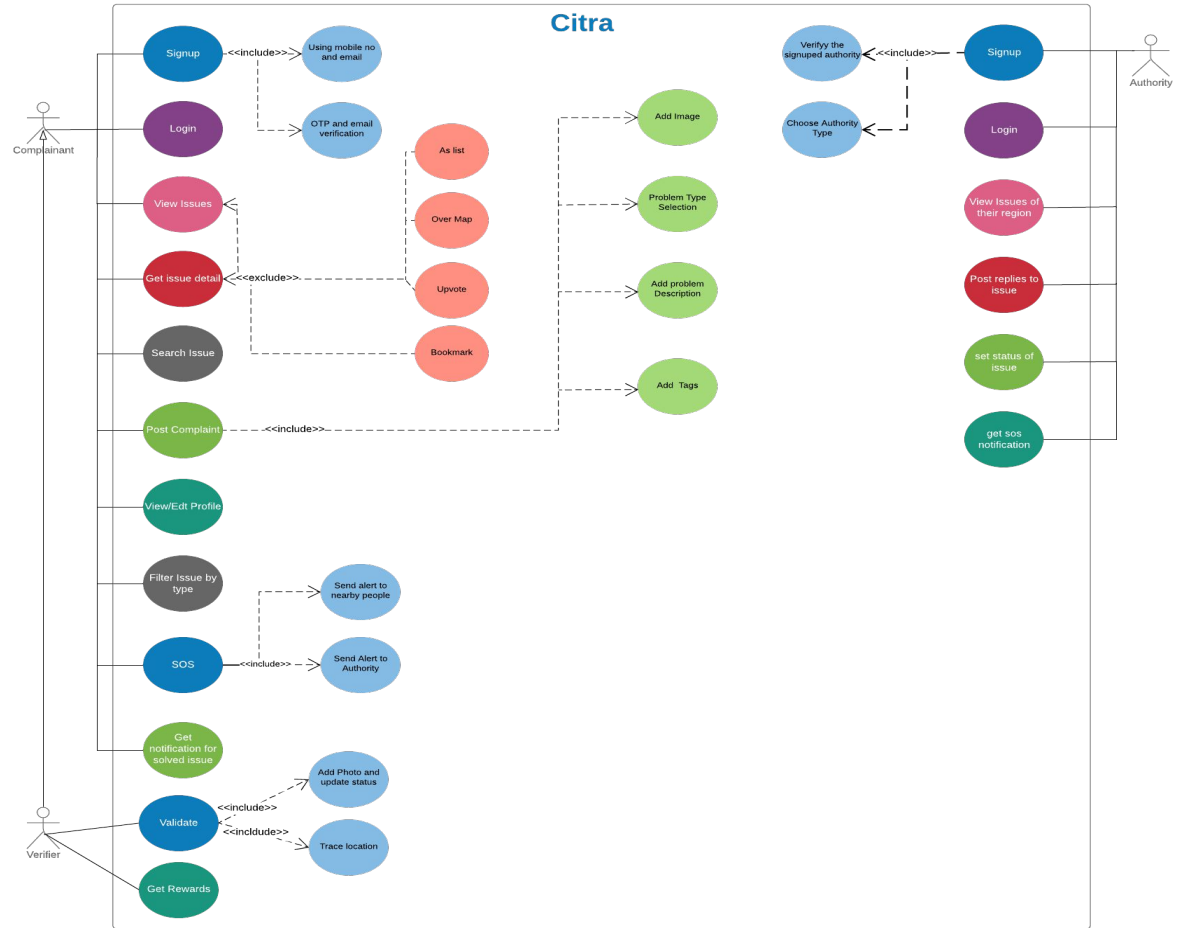 Citra
Signup
<<include>>
Using mobile no
and email
Verifyy the
signuped authority
<<include>>
Signup
Authority
Complainant
Login
OTP and email
verification
Add Image
Choose Authority
Type
Login
As list
View Issues
Over Map
Problem Type
Selection
View Issues of
their region
Get issue detail
<<exclude>>
Upvote
Add problem
Description
Post replies to
issue
Search Issue
Bookmark
set status of
issue
Add Tags
Post Complaint
<<include>>
get sos
notification
View/Edt Profile
Filter Issue by
type
Send alert to
nearby people
SOS
<<include>>
Send Alert to
Authority
Get
notification for
solved issue
Add Photo and
update status
<<include>>
Validate
<<incldude>>
Trace location
Verifier
Get Rewards